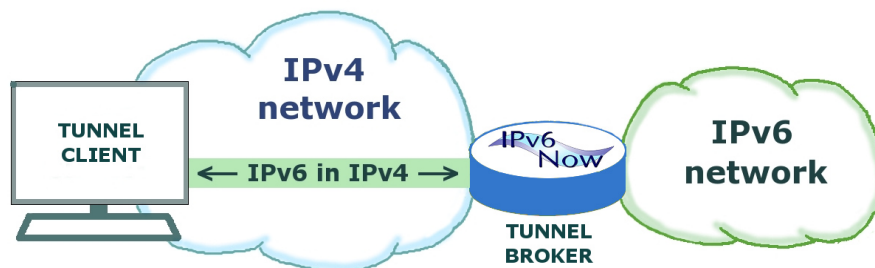 TUNNEL
CLIENT
IPv4
network
← IPv6 in IPv4 →
IPv6
Now
TUNNEL
BROKER
IPv6
network